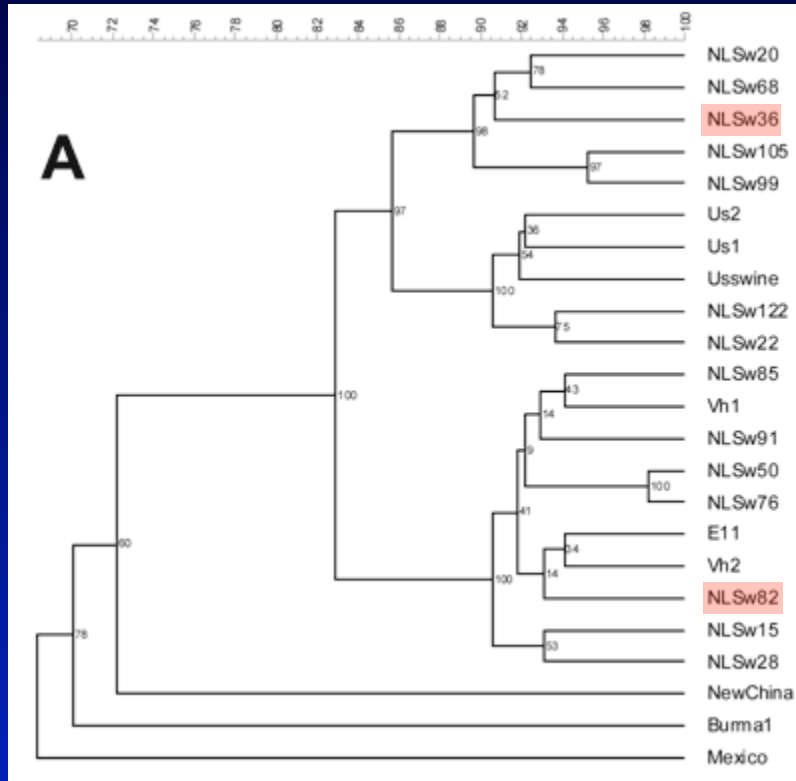 70 72 74 76 78 80 82 84 86 88 90 92 94 96 98 100
A
NLSw20
78
NLSw68
52
NLSw36
98
NLSw105
97
NLSw99
97
Us2
36
Us1
54
Usswine
100
NLSw122
75
NLSw22
100
NLSw85
43
Vh1
14
NLSw91
9
NLSw50
100
NLSw76
41
E11
34
Vh2
14
NLSw82
100
NLSw15
53
NLSw28
60
NewChina
78
Burma1
Mexico